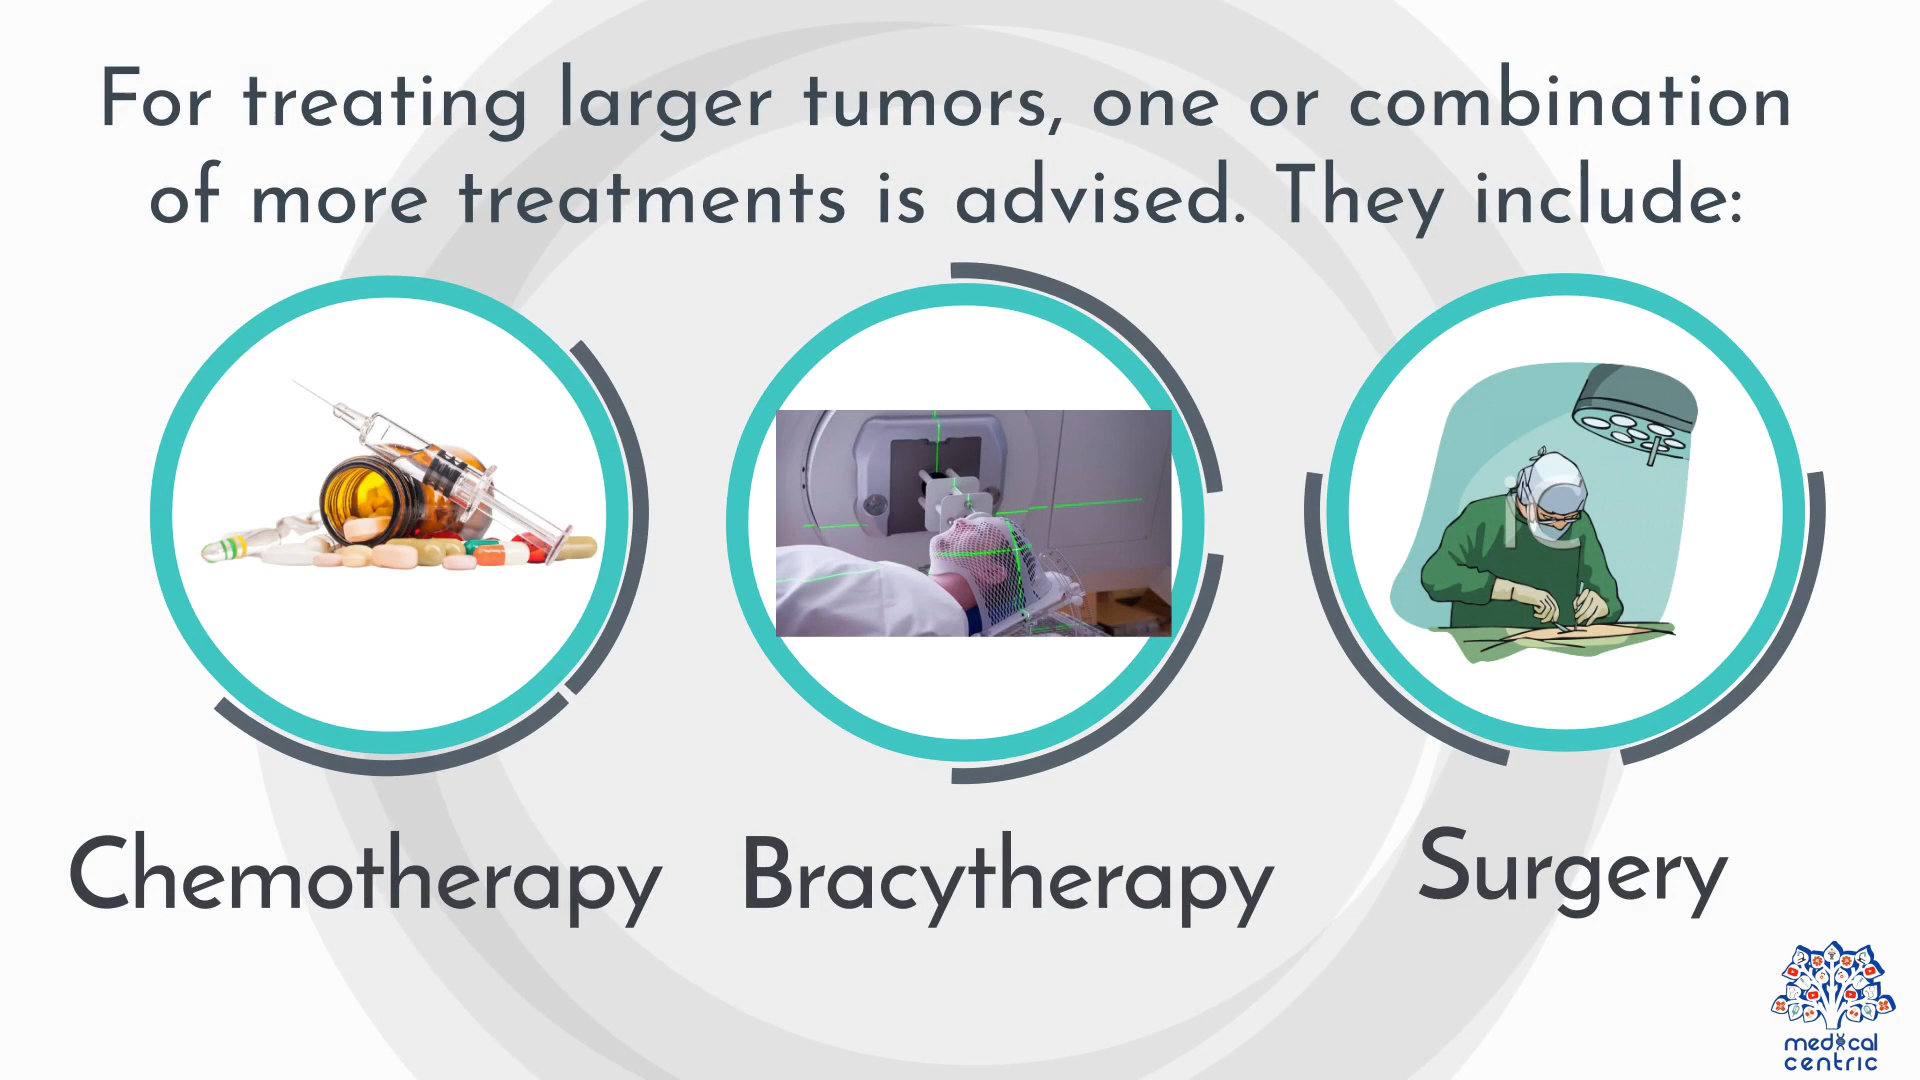 For treating larger tumors, one or combination
of more treatments is advised. They include:
Chemotherapy
Bracytherapy
Surgery
medical
centric